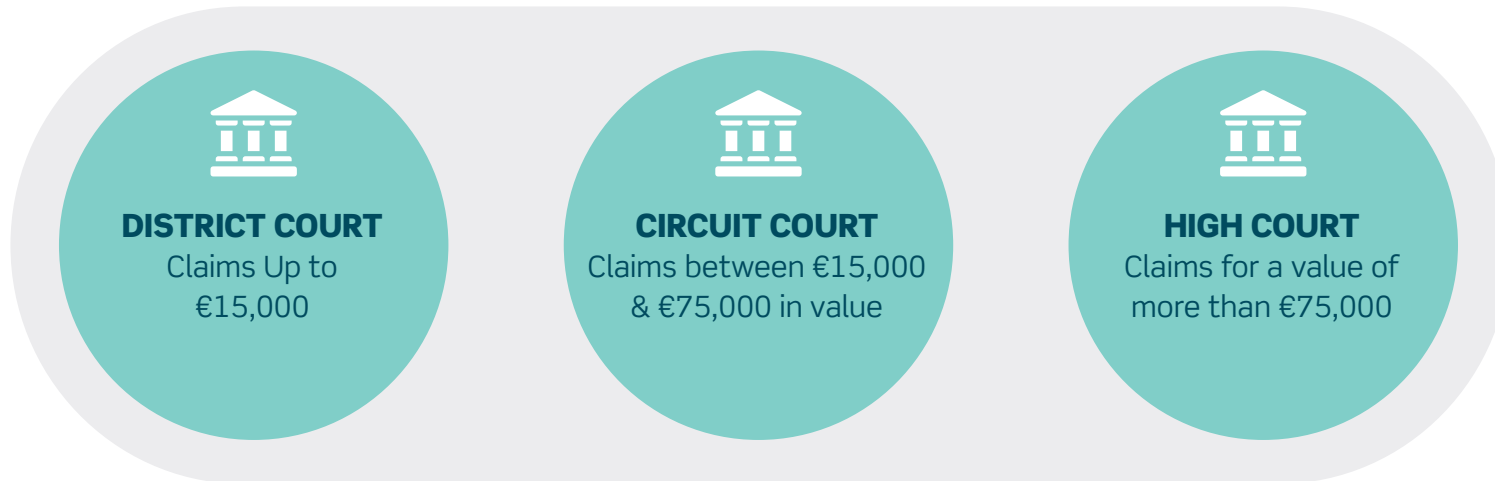 DISTRICT COURT
Claims Up to
€15,000
CIRCUIT COURT
Claims between €15,000
& €75,000 in value
HIGH COURT
Claims for a value of
more than €75,000